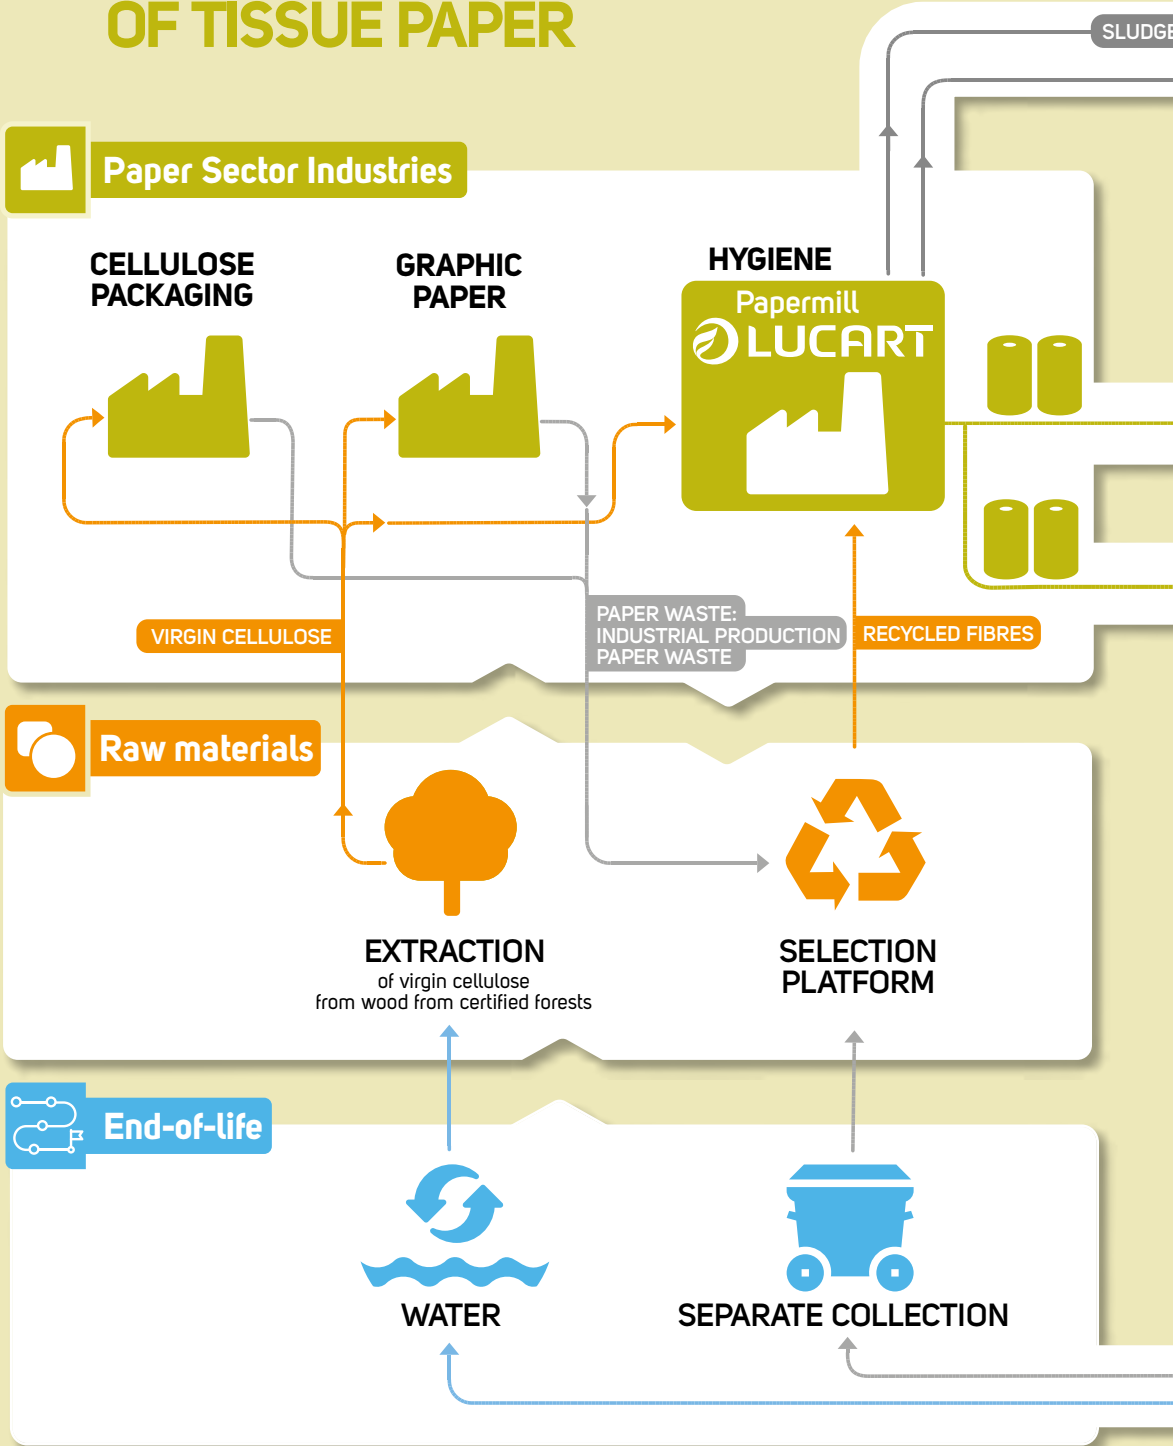 OF TISSUE PAPER
SLUDGE
Paper Sector Industries
CELLULOSE
PACKAGING
GRAPHIC
PAPER
HYGIENE
Papermill
LUCART
VIRGIN CELLULOSE
PAPER WASTE:
INDUSTRIAL PRODUCTION
PAPER WASTE
RECYCLED FIBRES
Raw materials
EXTRACTION
of virgin cellulose
from wood from certified forests
SELECTION
PLATFORM
End-of-life
WATER
SEPARATE COLLECTION